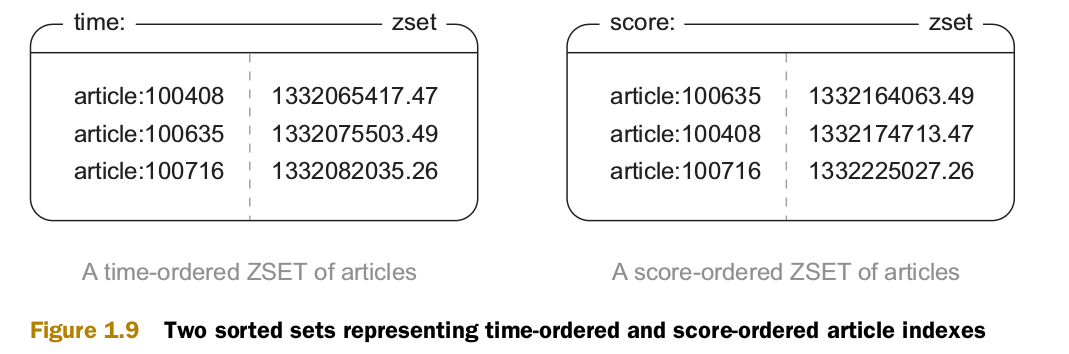 time: zset
article:100408 1332065417.47
article:100635 1332075503.49
article:100716 1332082035.26
A time-ordered ZSET of articles
score: zset
article:100635 1332164063.49
article:100408 1332174713.47
article:100716 1332225027.26
A score-ordered ZSET of articles
Figure 1.9 Two sorted sets representing time-ordered and score-ordered article indexes